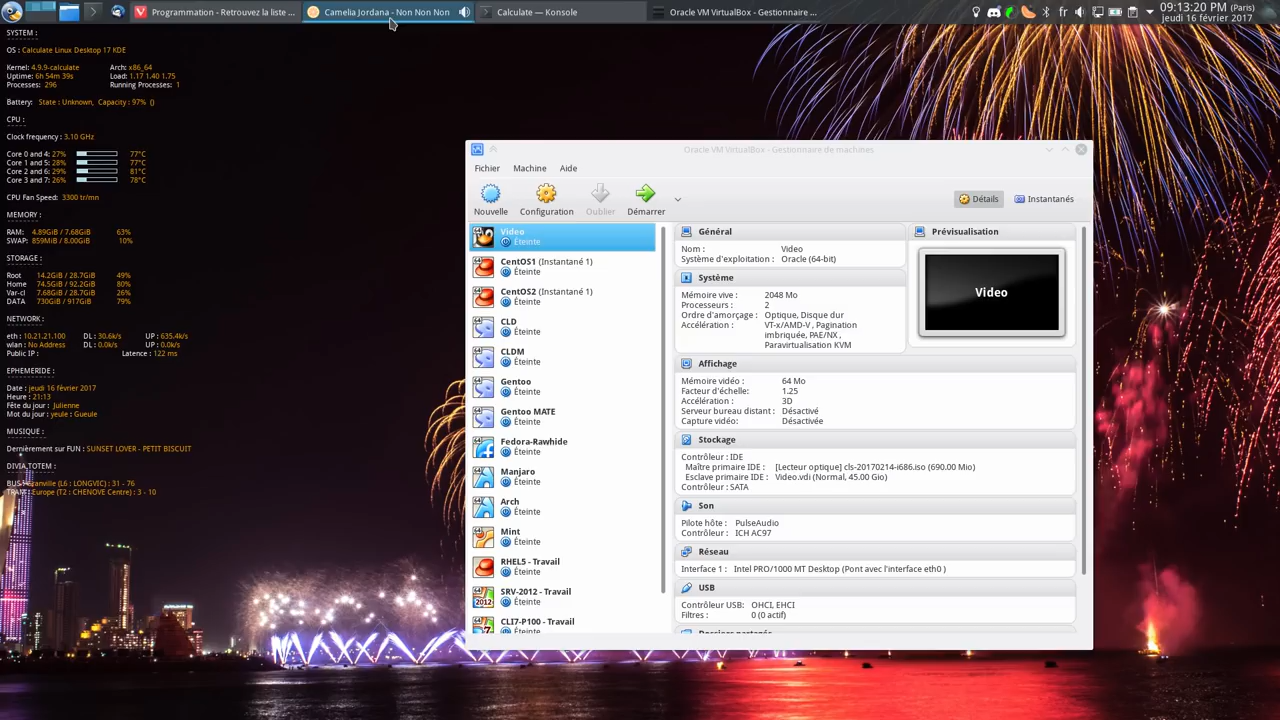 Programmation - Retrouvez la liste ...
Camelia Jordana - Non Non Non
Calculate — Konsole
Oracle VM VirtualBox - Gestionnaire ...
fr
09:13:20 PM (Paris)
jeudi 16 février 2017
SYSTEM :
OS : Calculate Linux Desktop 17 KDE
Kernel: 4.9.9-calculate Arch: x86_64
Uptime: 6h 54m 39s Load: 1.17 1.40 1.75
Processes: 296 Running Processes: 1
Battery: State : Unknown, Capacity : 97% ()
CPU :
Clock frequency : 3.10 GHz
Core 0 and 4: 27% 77°C
Core 1 and 5: 28% 77°C
Core 2 and 6: 29% 81°C
Core 3 and 7: 26% 78°C
CPU Fan Speed: 3300 tr/mn
MEMORY :
RAM: 4.89GiB / 7.68GiB 63%
SWAP: 859MiB / 8.00GiB 10%
STORAGE :
Root 14.2GiB / 28.7GiB 49%
Home 74.5GiB / 92.2GiB 80%
Var-cl 7.68GiB / 28.7GiB 26%
DATA 730GiB / 917GiB 79%
NETWORK :
eth : 10.21.21.100 DL : 30.6k/s UP : 635.4k/s
wlan : No Address DL : 0.0k/s UP : 0.0k/s
Public IP : Latence : 122 ms
EPHEMERIDE :
Date : jeudi 16 février 2017
Heure : 21:13
Fête du jour : Julienne
Mot du jour : yeule : Gueule
MUSIQUE :
Dernièrement sur FUN : SUNSET LOVER - PETIT BISCUIT
DIVIA TOTEM :
BUS : Granville (L6 : LONGVIC) : 31 - 76
TRAM : Europe (T2 : CHENOVE Centre) : 3 - 10
Oracle VM VirtualBox - Gestionnaire de machines
Fichier Machine Aide
Nouvelle Configuration Oublier Démarrer Détails Instantanés
Video
Éteinte
CentOS1 (Instantané 1)
Éteinte
CentOS2 (Instantané 1)
Éteinte
CLD
Éteinte
CLDM
Éteinte
Gentoo
Éteinte
Gentoo MATE
Éteinte
Fedora-Rawhide
Éteinte
Manjaro
Éteinte
Arch
Éteinte
Mint
Éteinte
RHEL5 - Travail
Éteinte
SRV-2012 - Travail
Éteinte
CLI7-P100 - Travail
Éteinte
Général
Nom : Video
Système d'exploitation : Oracle (64-bit)
Prévisualisation
Video
Système
Mémoire vive : 2048 Mo
Processeurs : 2
Ordre d'amorçage : Optique, Disque dur
Accélération : VT-x/AMD-V , Pagination
imbriquée, PAE/NX ,
Paravirtualisation KVM
Affichage
Mémoire vidéo : 64 Mo
Facteur d'échelle: 1.25
Accélération : 3D
Serveur bureau distant : Désactivé
Capture vidéo: Désactivée
Stockage
Contrôleur : IDE
Maître primaire IDE : [Lecteur optique] cls-20170214-i686.iso (690.00 Mio)
Esclave primaire IDE : Video.vdi (Normal, 45.00 Gio)
Contrôleur : SATA
Son
Pilote hôte : PulseAudio
Contrôleur : ICH AC97
Réseau
Interface 1 : Intel PRO/1000 MT Desktop (Pont avec l'interface eth0 )
USB
Contrôleur USB: OHCI, EHCI
Filtres : 0 (0 actif)
Dossiers partagés